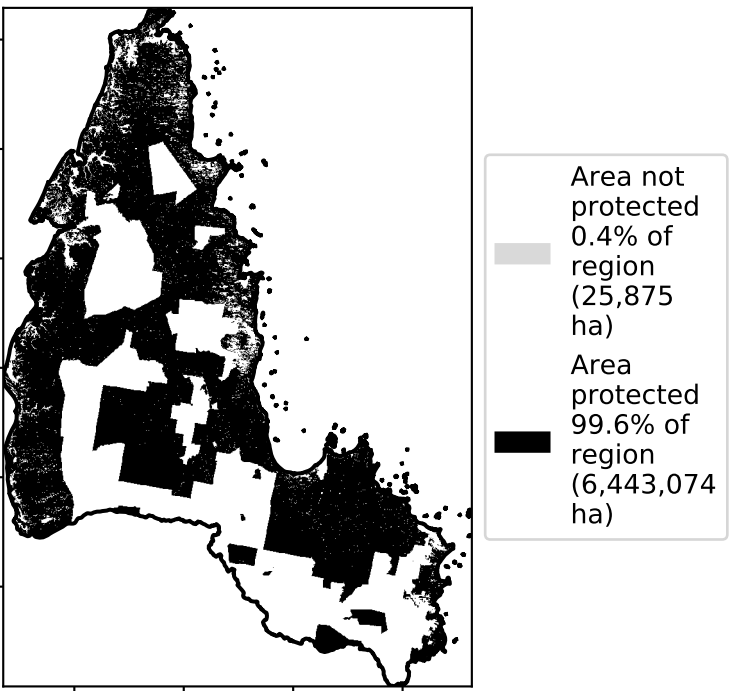 Area not
protected
0.4% of
region
(25,875
ha)
Area
protected
99.6% of
region
(6,443,074
ha)